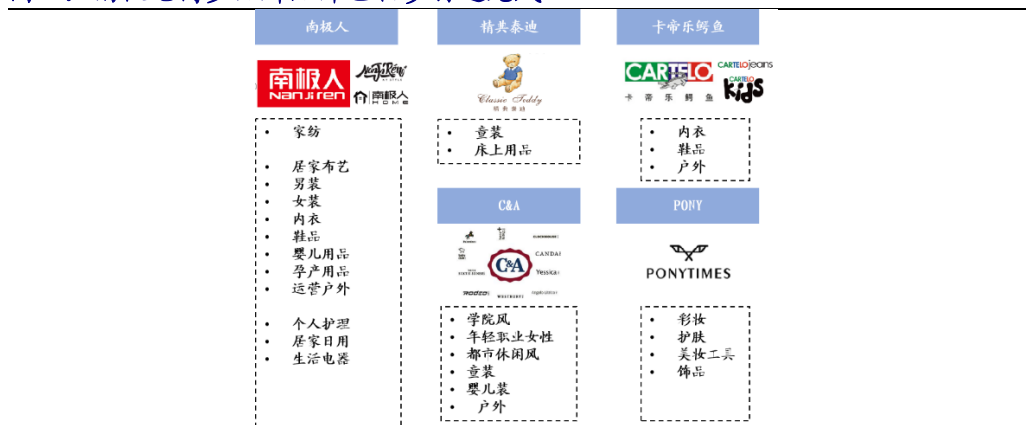 南极人
南极人
NanJiren
南极人
HOME
家纺
居家布艺
男装
女装
内衣
鞋品
婴儿用品
孕产用品
运营户外
个人护理
居家日用
生活电器
精典泰迪
Classic Teddy
精典泰迪
童装
床上用品
卡帝乐鳄鱼
CARTELO
卡帝乐鳄鱼
CARTELOjeans
CARTELO
KidS
内衣
鞋品
户外
C&A
C&A
CANDA!
Yessica
RODEO
WESTBURY
学院风
年轻职业女性
都市休闲风
童装
婴儿装
户外
PONY
PONYTIMES
彩妆
护肤
美妆工具
饰品